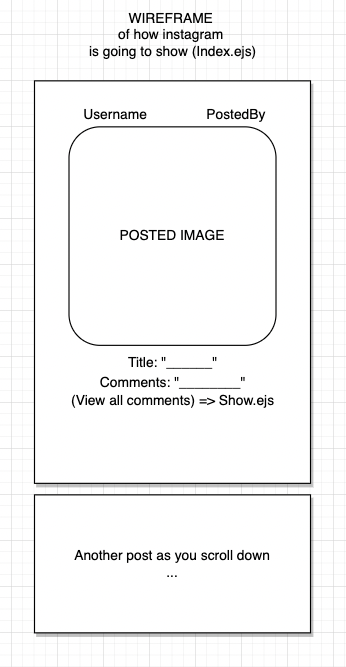 WIREFRAME
of how instagram
is going to show (Index.ejs)
Username PostedBy
POSTED IMAGE
Title: "______"
Comments: "________"
(View all comments) => Show.ejs
Another post as you scroll down
...